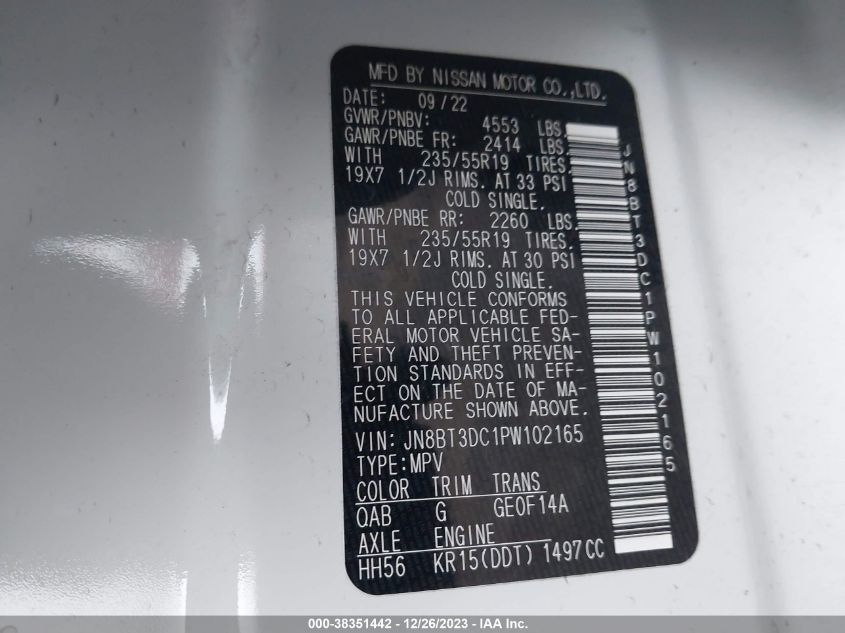 MFD BY NISSAN MOTOR CO.,LTD.
DATE: 09/22
GVWR/PNBV: 4553 LBS
GAWR/PNBE FR: 2414 LBS
WITH 235/55R19 TIRES.
19X7 1/2J RIMS. AT 33 PSI
COLD SINGLE.
GAWR/PNBE RR: 2260 LBS.
WITH 235/55R19 TIRES.
19X7 1/2J RIMS. AT 30 PSI
COLD SINGLE.
THIS VEHICLE CONFORMS
TO ALL APPLICABLE FED-
ERAL MOTOR VEHICLE SA-
FETY AND THEFT PREVEN-
TION STANDARDS IN EFF-
ECT ON THE DATE OF MA-
NUFACTURE SHOWN ABOVE.
VIN: JN8BT3DC1PW102165
TYPE:MPV
COLOR TRIM TRANS
QAB G GE0F14A
AXLE ENGINE
HH56 KR15(DDT) 1497CC
JN8BT3DC1PW102165
000-38351442 - 12/26/2023 - IAA Inc.